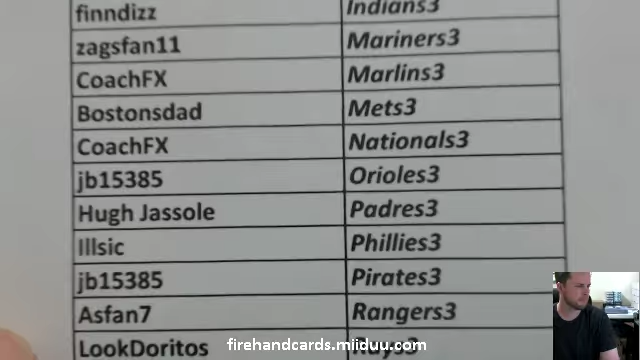 finndizz Indians3
zagsfan11 Mariners3
CoachFX Marlins3
Bostonsdad Mets3
CoachFX Nationals3
jb15385 Orioles3
Hugh Jassole Padres3
Illsic Phillies3
jb15385 Pirates3
Asfan7 Rangers3
LookDoritos Rays3
firehandcards.miiduu.com